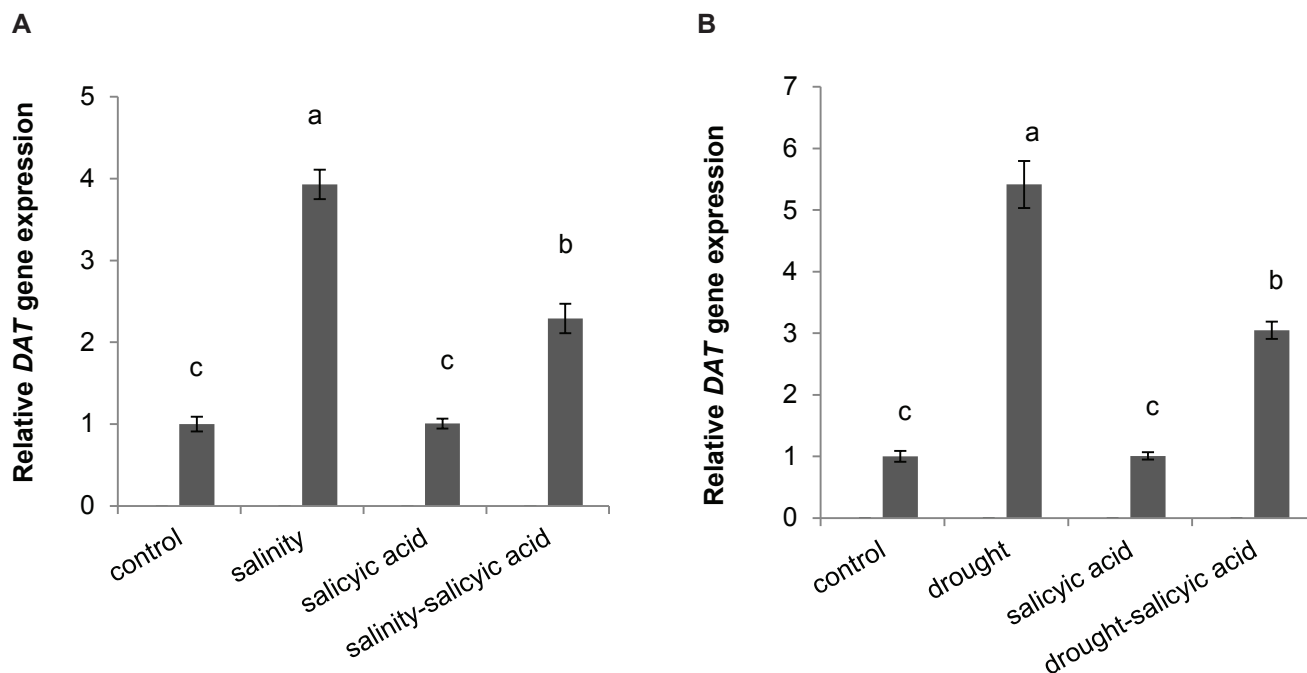 A
Relative DAT gene expression
5
4
3
2
1
0
a
b
c
c
control
salinity
salicyic acid
salinity-salicyic acid
B
Relative DAT gene expression
7
6
5
4
3
2
1
0
a
b
c
c
control
drought
salicyic acid
drought-salicyic acid